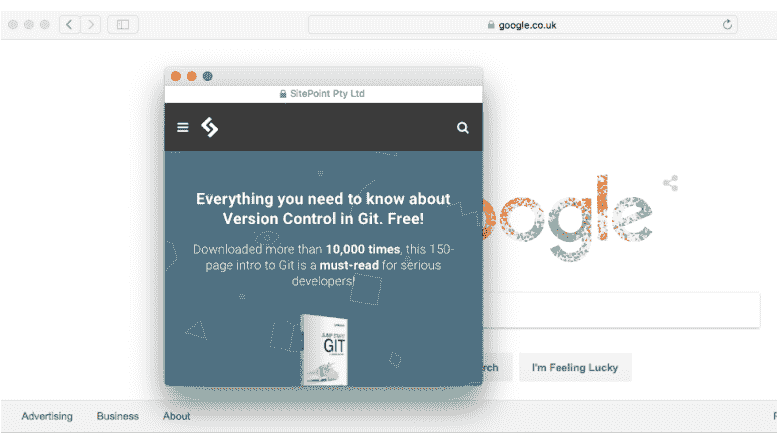 google.co.uk
SitePoint Pty Ltd
Everything you need to know about
Version Control in Git. Free!
Downloaded more than 10,000 times, this 150-
page intro to Git is a must-read for serious
developers!
JUMP START
GIT
oogle
rch
I'm Feeling Lucky
Advertising
Business
About